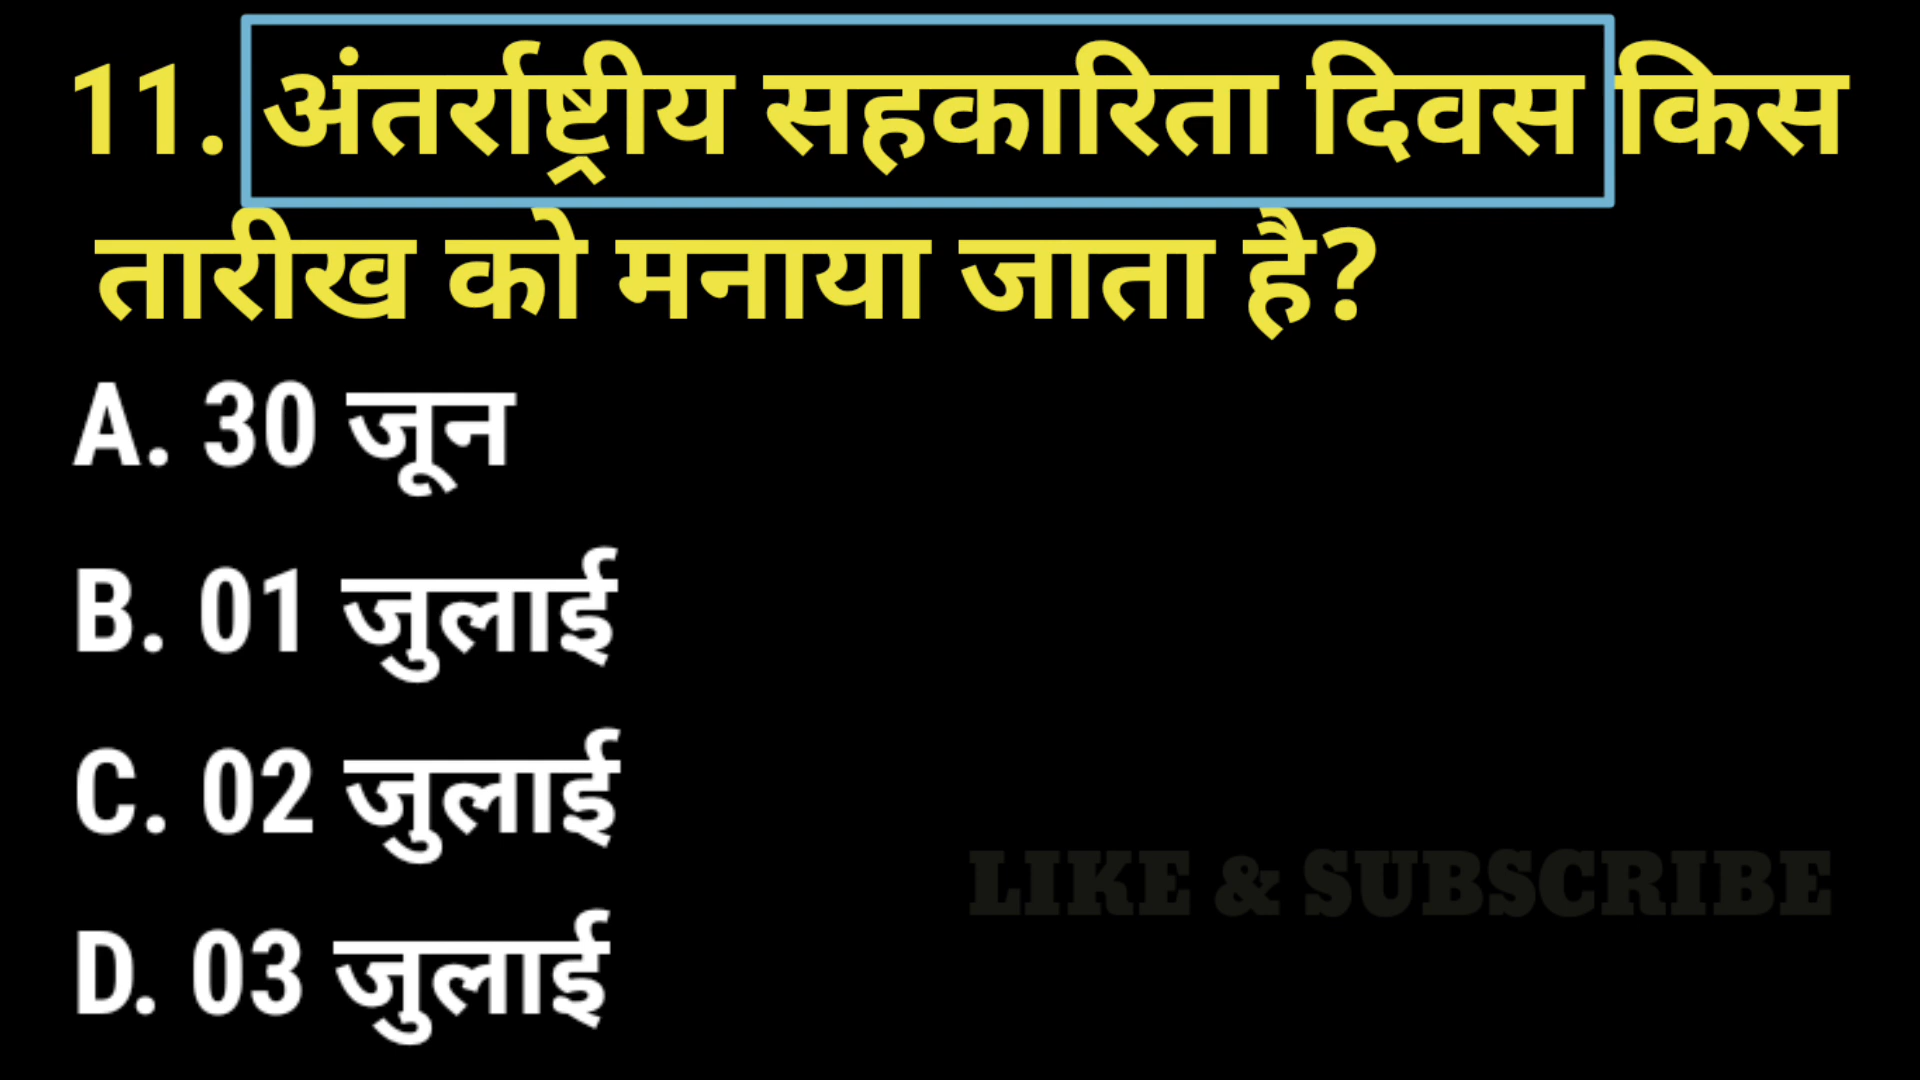 11. अंतर्राष्ट्रीय सहकारिता दिवस किस
तारीख को मनाया जाता है?
A. 30 जून
B. 01 जुलाई
C. 02 जुलाई
D. 03 जुलाई
LIKE & SUBSCRIBE